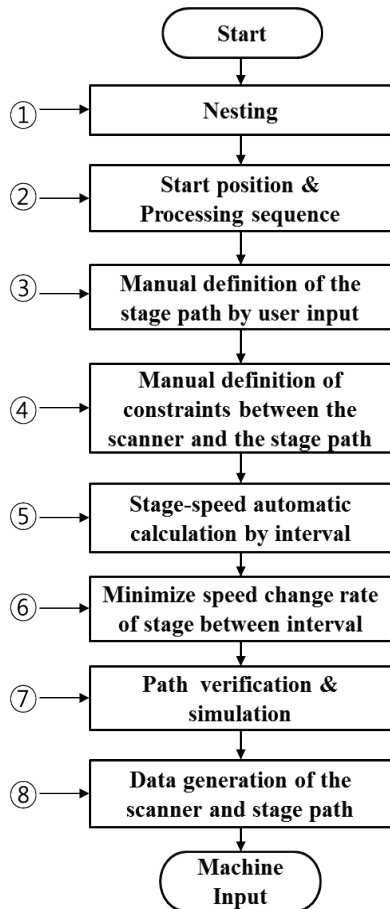 Start
① Nesting
② Start position &
Processing sequence
③ Manual definition of the
stage path by user input
④ Manual definition of
constraints between the
scanner and the stage path
⑤ Stage-speed automatic
calculation by interval
⑥ Minimize speed change rate
of stage between interval
⑦ Path verification &
simulation
⑧ Data generation of the
scanner and stage path
Machine
Input